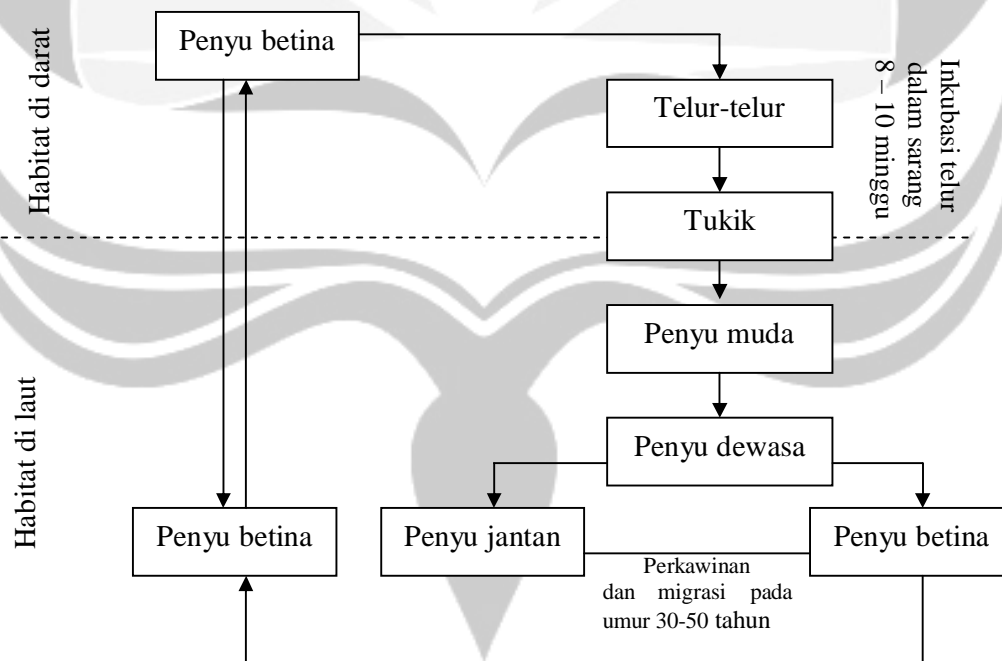 Habitat di darat
Penyu betina
Telur-telur
Inkubasi telur
dalam sarang
8 – 10 minggu
Tukik
Penyu muda
Habitat di laut
Penyu dewasa
Penyu betina
Penyu jantan
Penyu betina
Perkawinan
dan migrasi pada
umur 30-50 tahun